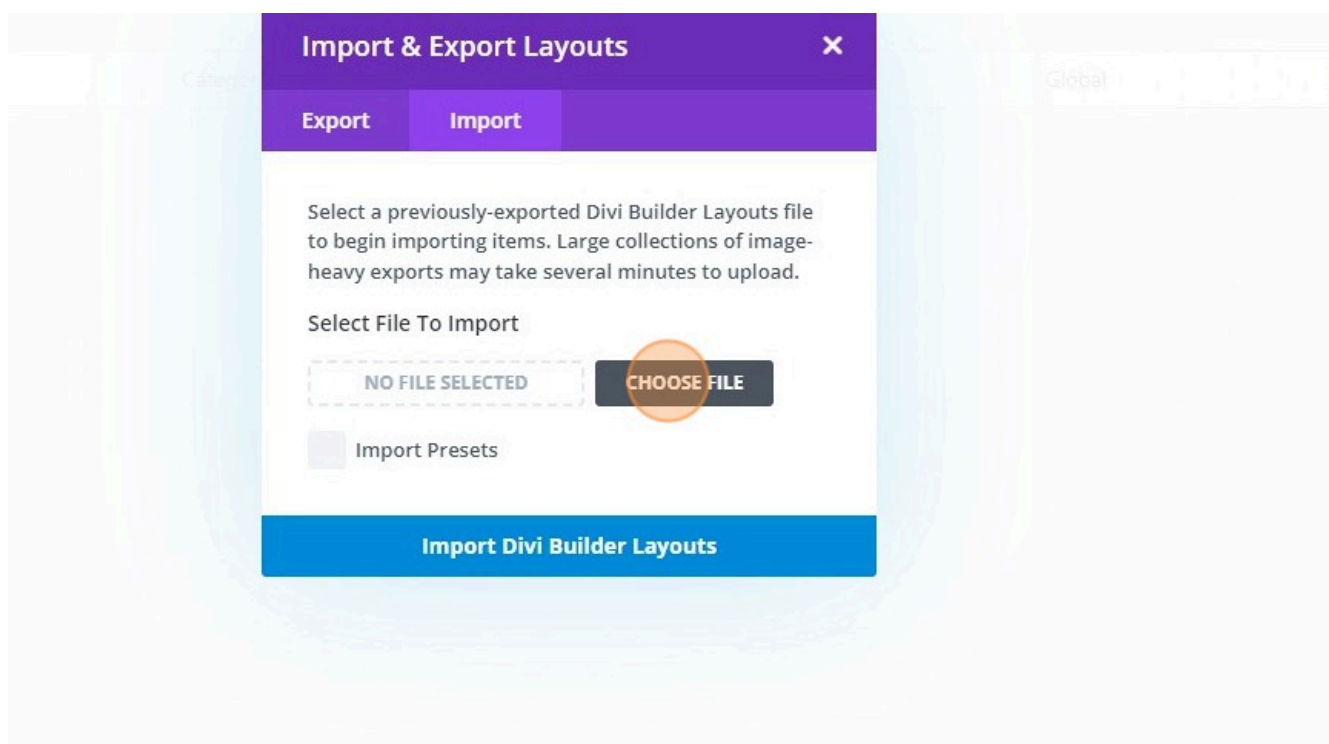 Import & Export Layouts
Export Import
Select a previously-exported Divi Builder Layouts file
to begin importing items. Large collections of image-
heavy exports may take several minutes to upload.
Select File To Import
NO FILE SELECTED CHOOSE FILE
Import Presets
Import Divi Builder Layouts
Global